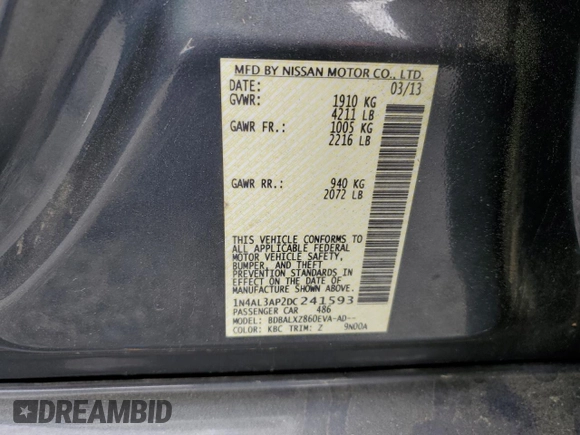 MFD BY NISSAN MOTOR CO., LTD.
DATE: 03/13
GVWR: 1910 KG
4211 LB
GAWR FR.: 1005 KG
2216 LB
GAWR RR.: 940 KG
2072 LB
THIS VEHICLE CONFORMS TO
ALL APPLICABLE FEDERAL
MOTOR VEHICLE SAFETY,
BUMPER, AND THEFT
PREVENTION STANDARDS IN
EFFECT ON THE DATE OF
MANUFACTURE SHOWN ABOVE.
1N4AL3AP2DC241593
PASSENGER CAR 486
MODEL: BDBALXZ860EVA-AD--
COLOR: KBC TRIM: Z 9N00A
DREAMBID